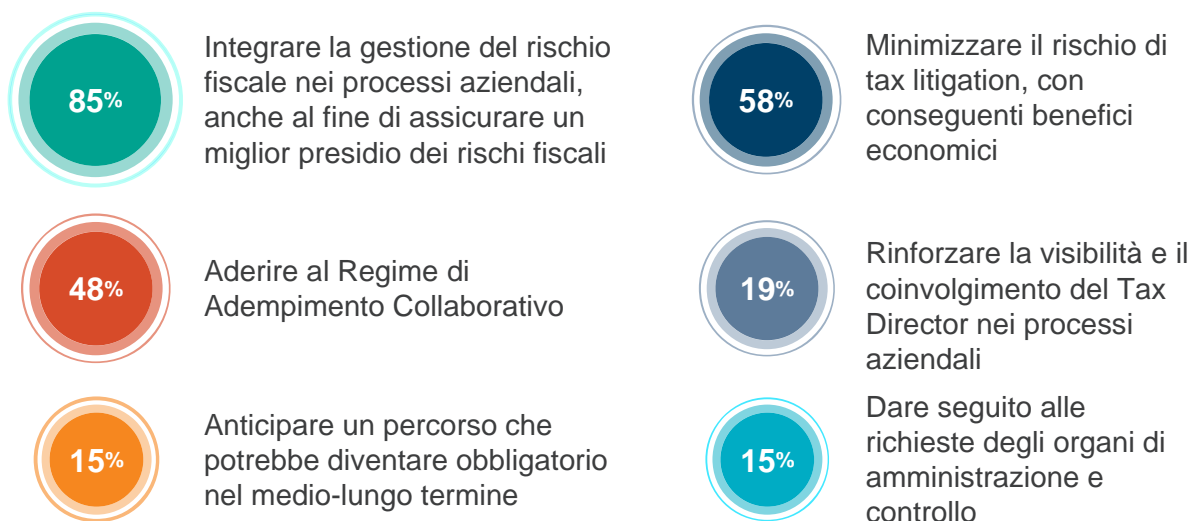 85%
Integrare la gestione del rischio
fiscale nei processi aziendali,
anche al fine di assicurare un
miglior presidio dei rischi fiscali
58%
Minimizzare il rischio di
tax litigation, con
conseguenti benefici
economici
48%
Aderire al Regime di
Adempimento Collaborativo
19%
Rinforzare la visibilità e il
coinvolgimento del Tax
Director nei processi
aziendali
15%
Anticipare un percorso che
potrebbe diventare obbligatorio
nel medio-lungo termine
15%
Dare seguito alle
richieste degli organi di
amministrazione e
controllo